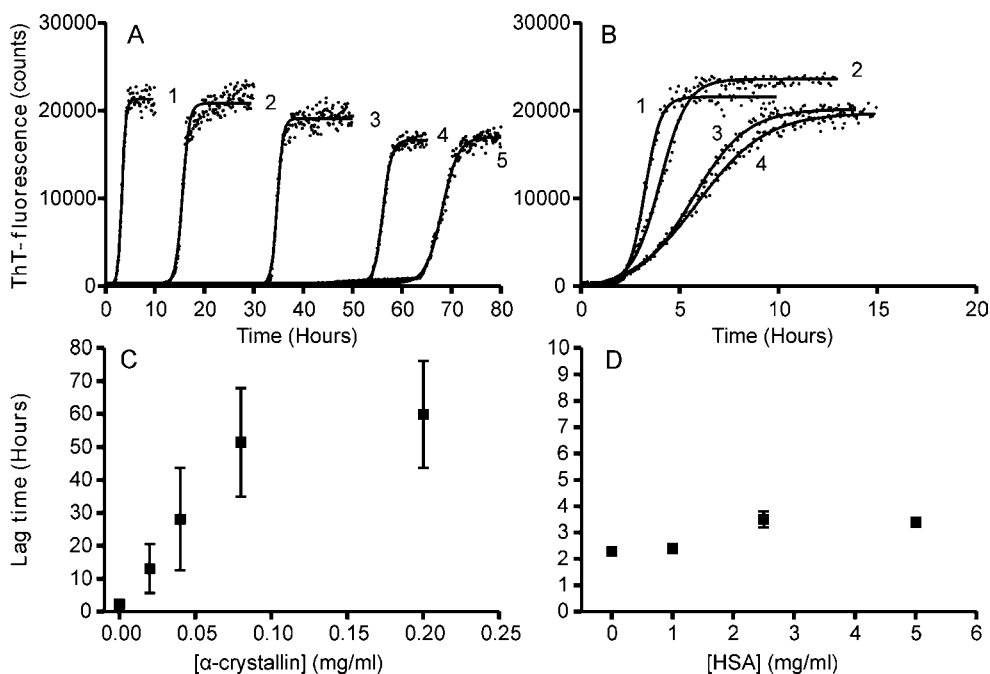 A
ThT-fluorescence (counts)
30000
20000
10000
0
1
2
3
4
5
0 10 20 30 40 50 60 70 80
Time (Hours)
B
30000
20000
10000
0
1
2
3
4
0 5 10 15 20
Time (Hours)
C
Lag time (Hours)
80
70
60
50
40
30
20
10
0
0.00 0.05 0.10 0.15 0.20 0.25
[α-crystallin] (mg/ml)
D
10
9
8
7
6
5
4
3
2
1
0
0 1 2 3 4 5 6
[HSA] (mg/ml)